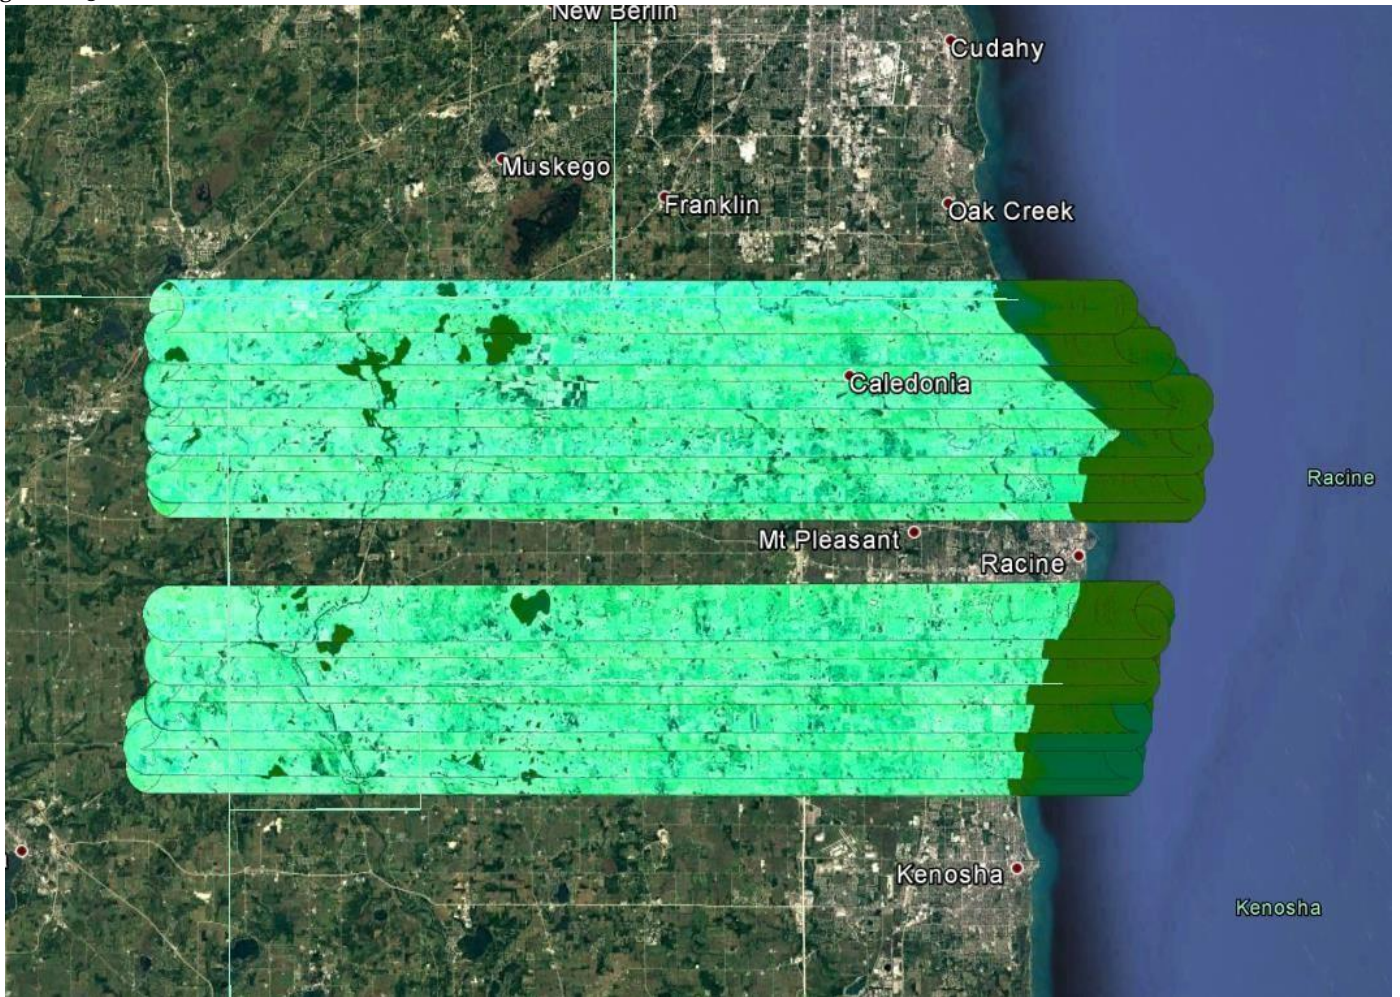 New Berlin
Cudahy
Muskego
Franklin
Oak Creek
Caledonia
Racine
Mt Pleasant
Racine
Kenosha
Kenosha